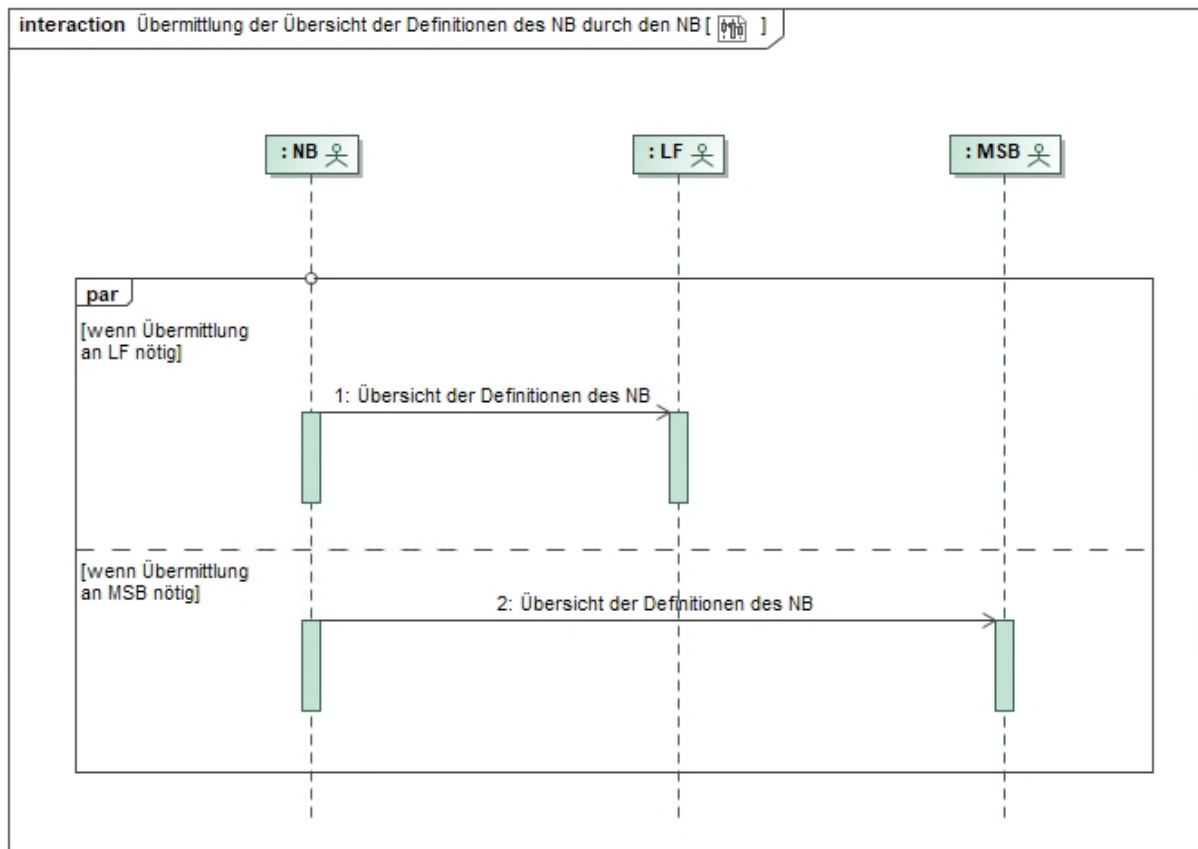 interaction Übermittlung der Übersicht der Definitionen des NB durch den NB [ ]
: NB
: LF
: MSB
par
[wenn Übermittlung
an LF nötig]
1: Übersicht der Definitionen des NB
[wenn Übermittlung
an MSB nötig]
2: Übersicht der Definitionen des NB